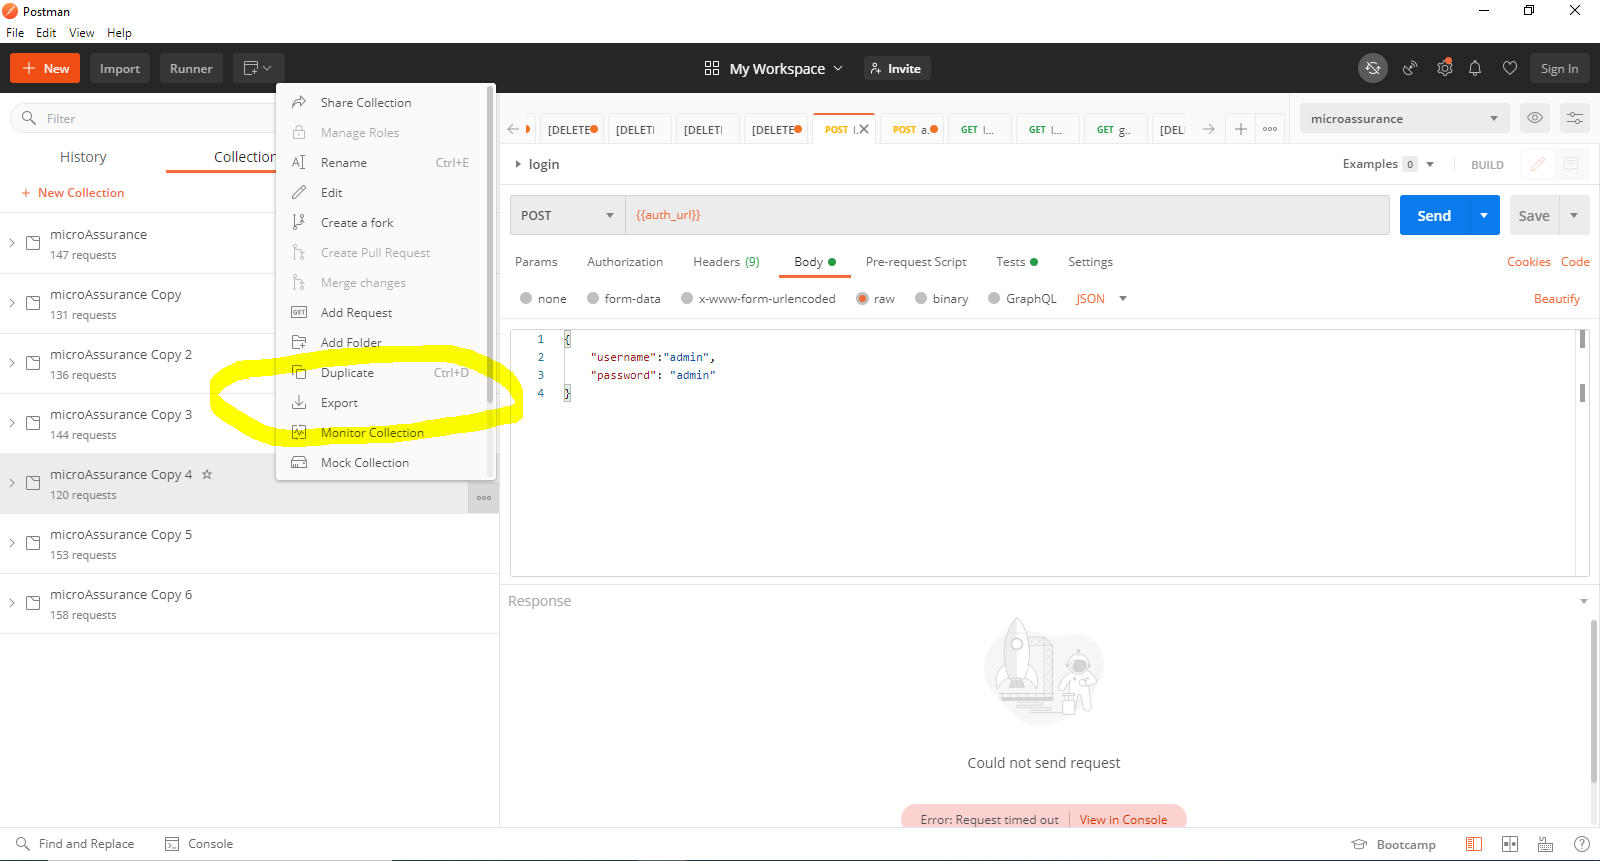 Postman
File Edit View Help
New Import Runner My Workspace Invite Sign In
Filter
History Collection
+ New Collection
microAssurance
147 requests
microAssurance Copy
131 requests
microAssurance Copy 2
136 requests
microAssurance Copy 3
144 requests
microAssurance Copy 4
120 requests
microAssurance Copy 5
153 requests
microAssurance Copy 6
158 requests
Share Collection
Manage Roles
Rename Ctrl+E
Edit
Create a fork
Create Pull Request
Merge changes
GET Add Request
Add Folder
Duplicate Ctrl+D
Export
Monitor Collection
Mock Collection
[DELETE [DELETI [DELETI [DELETE POST l. POST a. GET l... GET l... GET g.. [DEL microassurance
login Examples 0 BUILD
POST {{auth_url}} Send Save
Params Authorization Headers (9) Body Pre-request Script Tests Settings Cookies Code
none form-data x-www-form-urlencoded raw binary GraphQL JSON Beautify
1 {
2 "username":"admin",
3 "password": "admin"
4 }
Response
Could not send request
Error: Request timed out View in Console
Find and Replace Console Bootcamp